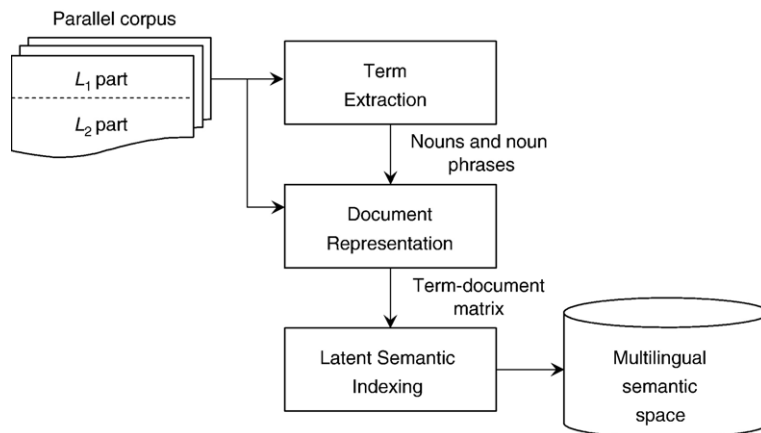 Parallel corpus
L₁ part
L₂ part
Term
Extraction
Nouns and noun
phrases
Document
Representation
Term-document
matrix
Latent Semantic
Indexing
Multilingual
semantic
space